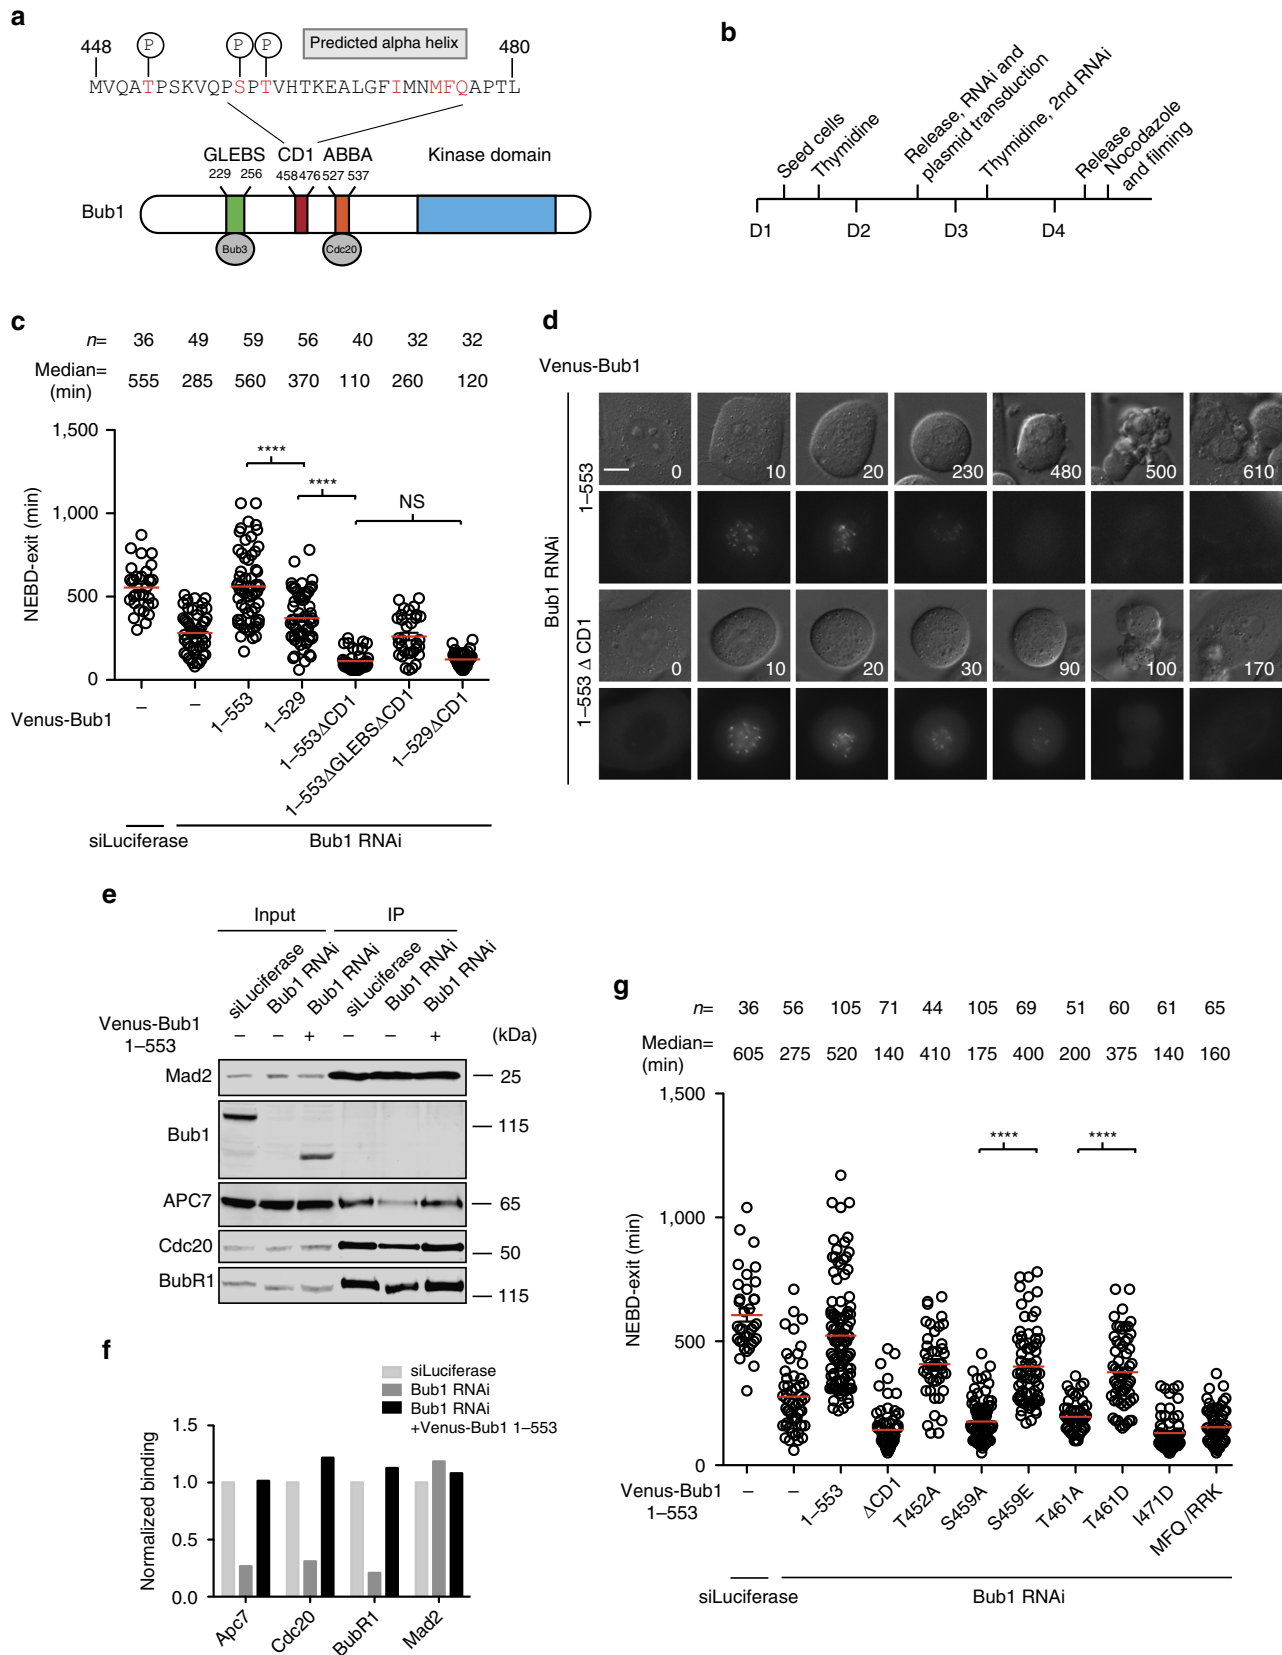 a
448
P
P
P
Predicted alpha helix
480
MVQATPSKVQPSPTVHTKEALGFIMNMFQAPTL
GLEBS CD1 ABBA Kinase domain
229 256 458 476 527 537
Bub1
Bub3
Cdc20
b
Seed cells
Thymidine
Release, RNAi and
plasmid transduction
Thymidine, 2nd RNAi
Release
Nocodazole
and filming
D1 D2 D3 D4
c
n= 36 49 59 56 40 32 32
Median=
(min)
555 285 560 370 110 260 120
NEBD-exit (min)
1,500
1,000
500
0
****
****
NS
Venus-Bub1
– – 1–553 1–529 1–553ΔCD1 1–553ΔGLEBSΔCD1 1–529ΔCD1
siLuciferase
Bub1 RNAi
d
Venus-Bub1
Bub1 RNAi
1–553
0 10 20 230 480 500 610
1–553 Δ CD1
0 10 20 30 90 100 170
e
Input IP
siLuciferase Bub1 RNAi Bub1 RNAi siLuciferase Bub1 RNAi Bub1 RNAi
Venus-Bub1
1–553
– – + – – + (kDa)
Mad2 25
Bub1 115
APC7 65
Cdc20 50
BubR1 115
f
siLuciferase
Bub1 RNAi
Bub1 RNAi
+Venus-Bub1 1–553
Normalized binding
1.5
1.0
0.5
0.0
Apc7 Cdc20 BubR1 Mad2
g
n= 36 56 105 71 44 105 69 51 60 61 65
Median=
(min)
605 275 520 140 410 175 400 200 375 140 160
NEBD-exit (min)
1,500
1,000
500
0
**** ****
Venus-Bub1
1–553
– – 1–553 ΔCD1 T452A S459A S459E T461A T461D I471D MFQ/RRK
siLuciferase
Bub1 RNAi